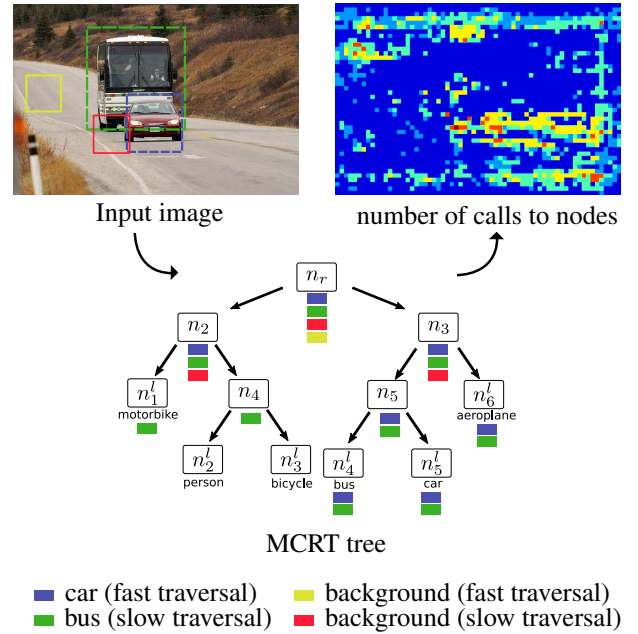 Input image
number of calls to nodes
n_r
n_2
n_3
n^l_1
motorbike
n_4
n_5
n^l_6
aeroplane
n^l_2
person
n^l_3
bicycle
n^l_4
bus
n^l_5
car
MCRT tree
car (fast traversal)
background (fast traversal)
bus (slow traversal)
background (slow traversal)